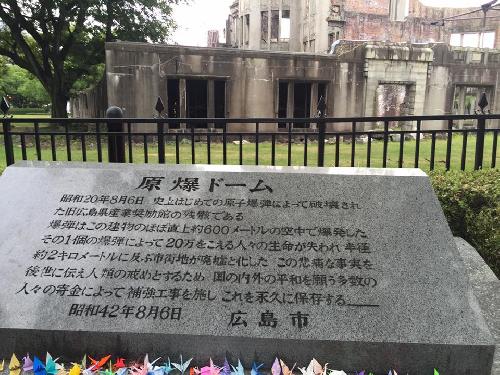 原爆ドーム
昭和20年8月6日 史上はじめての原子爆弾によって破壊され
た旧広島県産業奨励館の残骸である
爆弾はこの建物のほぼ直上約600メートルの空中で爆発した
その1個の爆弾によって20万をこえる人々の生命が失われ 半径
約2キロメートルに及ぶ市街地が廃墟と化した この悲痛な事実を
後世に伝え人類の戒めとするため 国の内外の平和を願う多数の
人々の寄金によって補強工事を施し これを永久に保存する
昭和42年8月6日 広島市